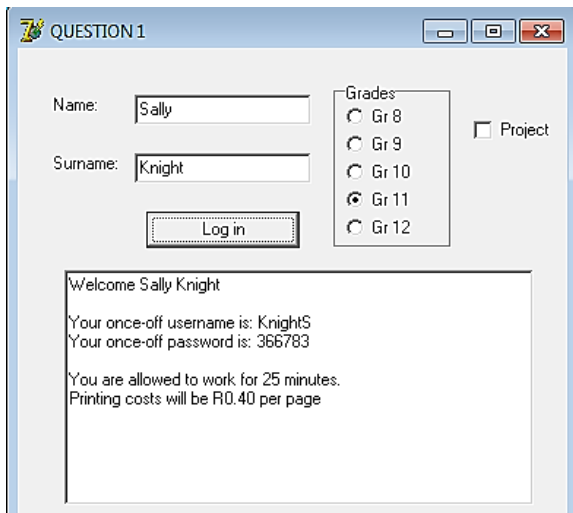 QUESTION 1
Name: Sally
Surname: Knight
Log in
Grades
Gr 8
Gr 9
Gr 10
Gr 11
Gr 12
Project
Welcome Sally Knight
Your once-off username is: KnightS
Your once-off password is: 366783
You are allowed to work for 25 minutes.
Printing costs will be R0.40 per page